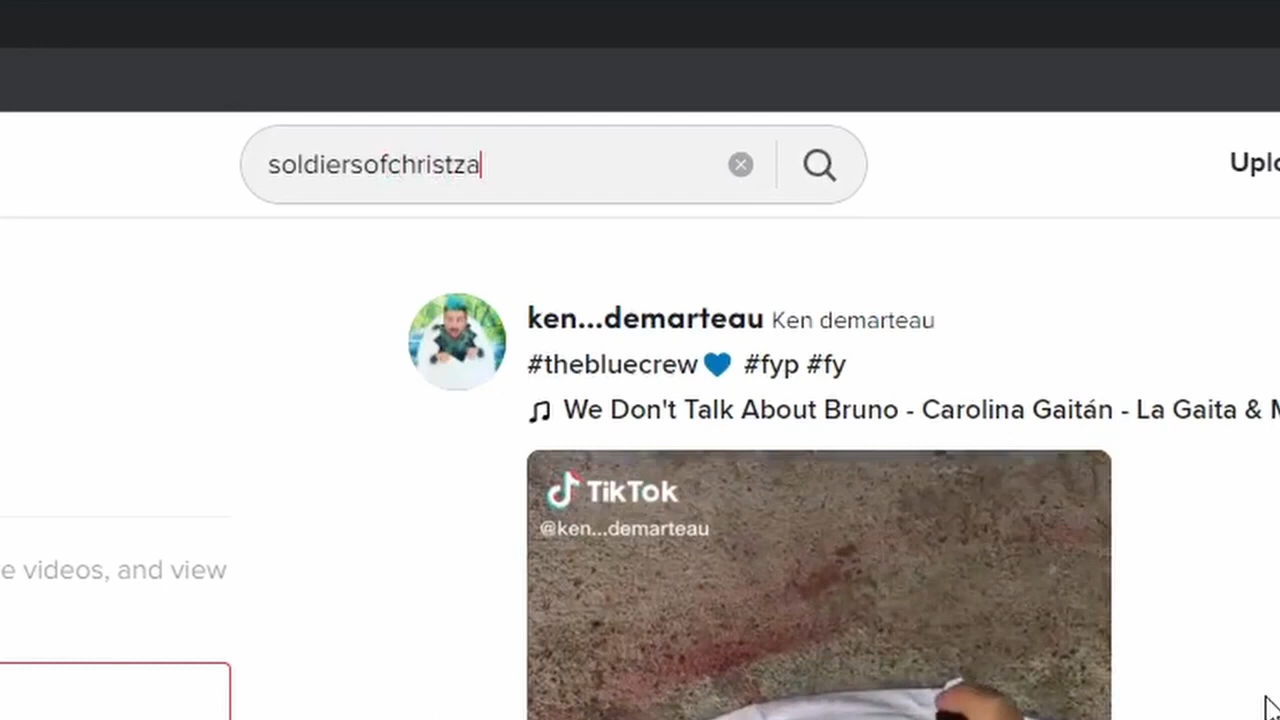 soldiersofchristza
Uplo
ken...demarteau Ken demarteau
#thebluecrew💙 #fyp #fy
We Don't Talk About Bruno - Carolina Gaitán - La Gaita & M
TikTok
@ken...demarteau
e videos, and view